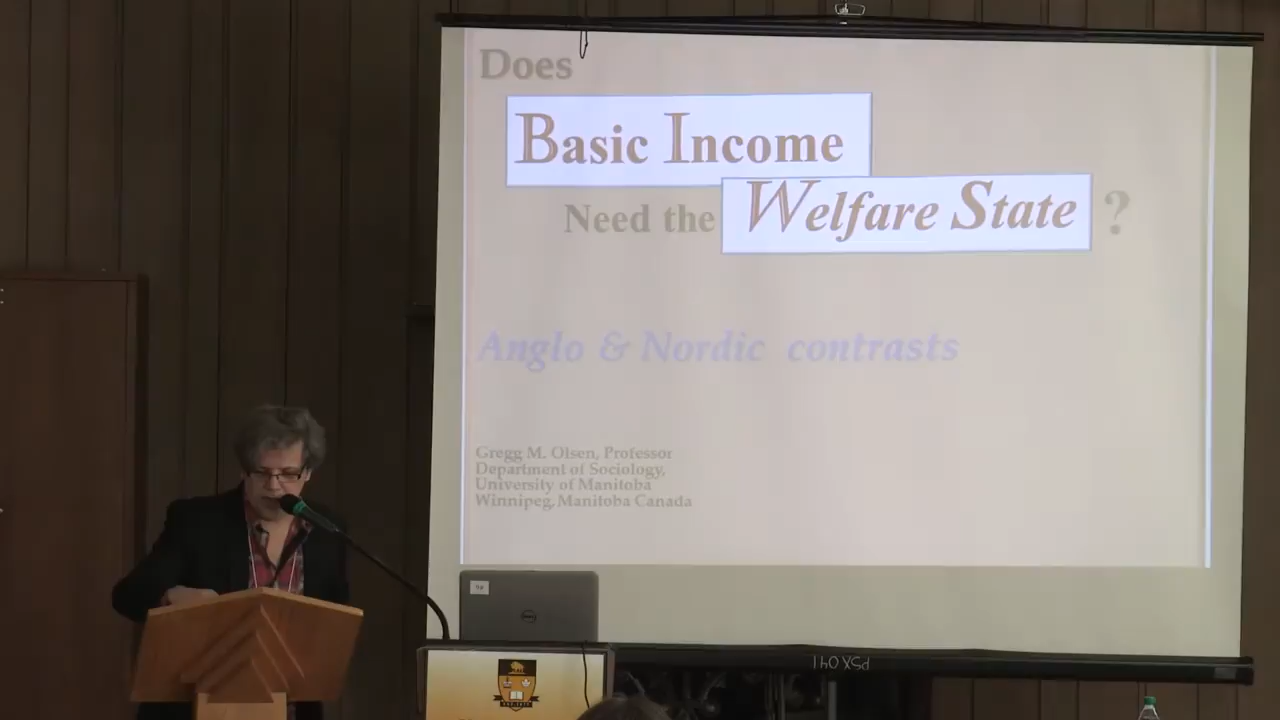 Does
Basic Income
Need the Welfare State ?
Anglo & Nordic contrasts
Gregg M. Olsen, Professor
Department of Sociology,
University of Manitoba
Winnipeg, Manitoba Canada
DELL